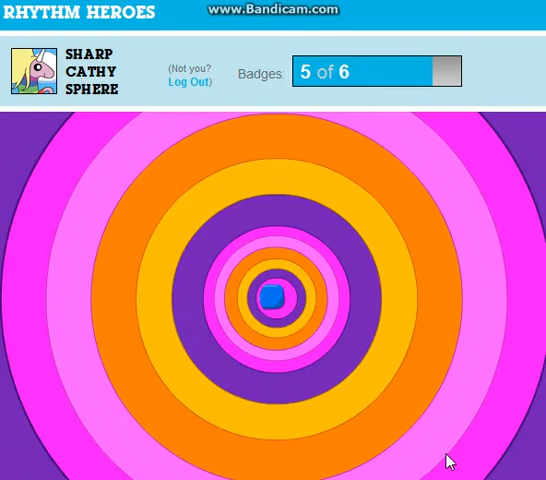 www.Bandicam.com
RHYTHM HEROES
SHARP
CATHY
SPHERE
(Not you?
Log Out)
Badges:
5 of 6